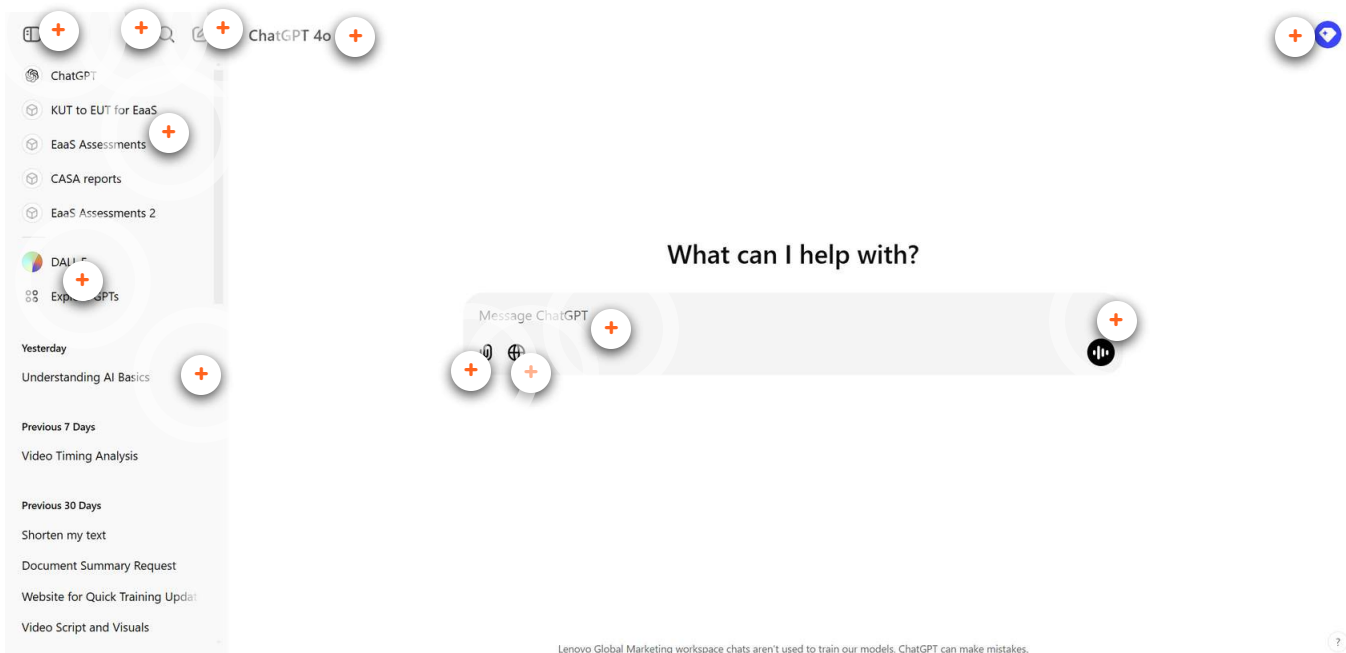 ChatGPT 4o
ChatGPT
KUT to EUT for EaaS
EaaS Assessments
CASA reports
EaaS Assessments 2
GPTs
Yesterday
Understanding AI Basics
Previous 7 Days
Video Timing Analysis
Previous 30 Days
Shorten my text
Document Summary Request
Website for Quick Training Updat
Video Script and Visuals
What can I help with?
Message ChatGPT
Lenovo Global Marketing workspace chats aren't used to train our models. ChatGPT can make mistakes.
?